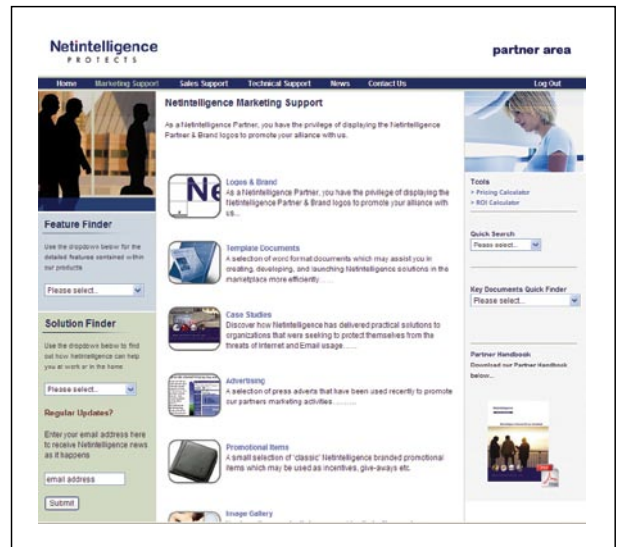 Netintelligence
PROTECTS
partner area
Home Marketing Support Sales Support Technical Support News Contact Us Log Out
Netintelligence Marketing Support
As a Netintelligence Partner, you have the privilege of displaying the Netintelligence
Partner & Brand logos to promote your alliance with us.
Feature Finder
Use the dropdown below for the
detailed features contained within
our products
Please select..
Solution Finder
Use the dropdown below to find
out how Netintelligence can help
you at work or in the home
Please select..
Regular Updates?
Enter your email address here
to receive Netintelligence news
as it happens
email address
Submit
Ne
Logos & Brand
As a Netintelligence Partner, you have the privilege of displaying the
Netintelligence Partner & Brand logos to promote your alliance with
us...
Template Documents
A selection of word format documents which may assist you in
creating, developing, and launching Netintelligence solutions in the
marketplace more efficiently......
Case Studies
Discover how Netintelligence has delivered practical solutions to
organizations that were seeking to protect themselves from the
threats of Internet and Email usage......
Advertising
A selection of press adverts that have been used recently to promote
our partners marketing activities..........
Promotional Items
A small selection of 'classic' Netintelligence branded promotional
items which may be used as incentives, give-aways etc.
Image Gallery
Tools
> Pricing Calculator
> ROI Calculator
Quick Search
Please select..
Key Documents Quick Finder
Please select..
Partner Handbook
Download our Partner Handbook
below...